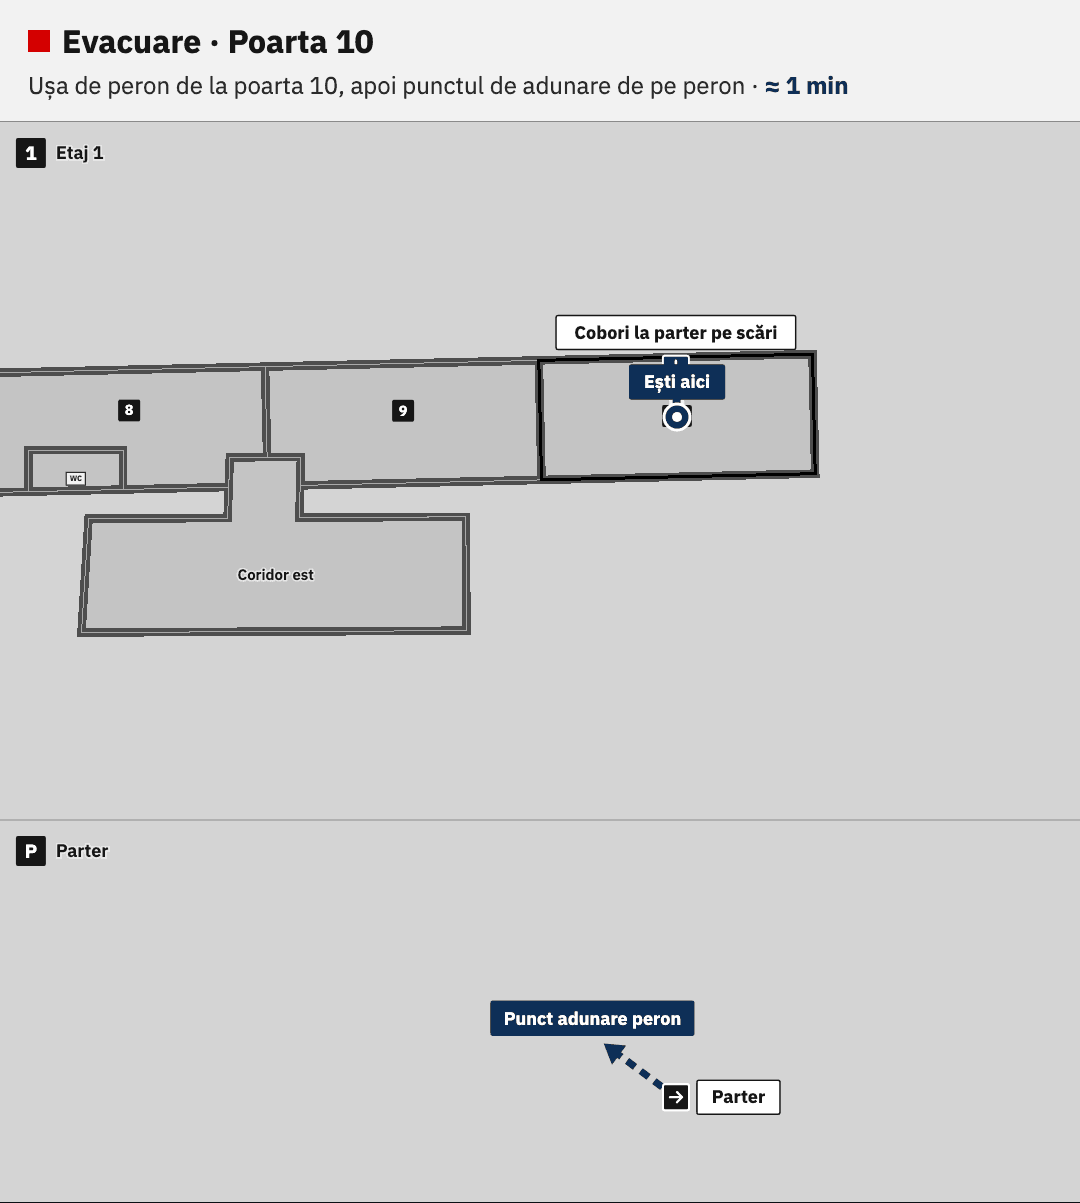 Evacuare · Poarta 10
Ușa de peron de la poarta 10, apoi punctul de adunare de pe peron · ≈ 1 min
1 Etaj 1
Cobori la parter pe scări
Ești aici
8
9
WC
Coridor est
P Parter
Punct adunare peron
→ Parter